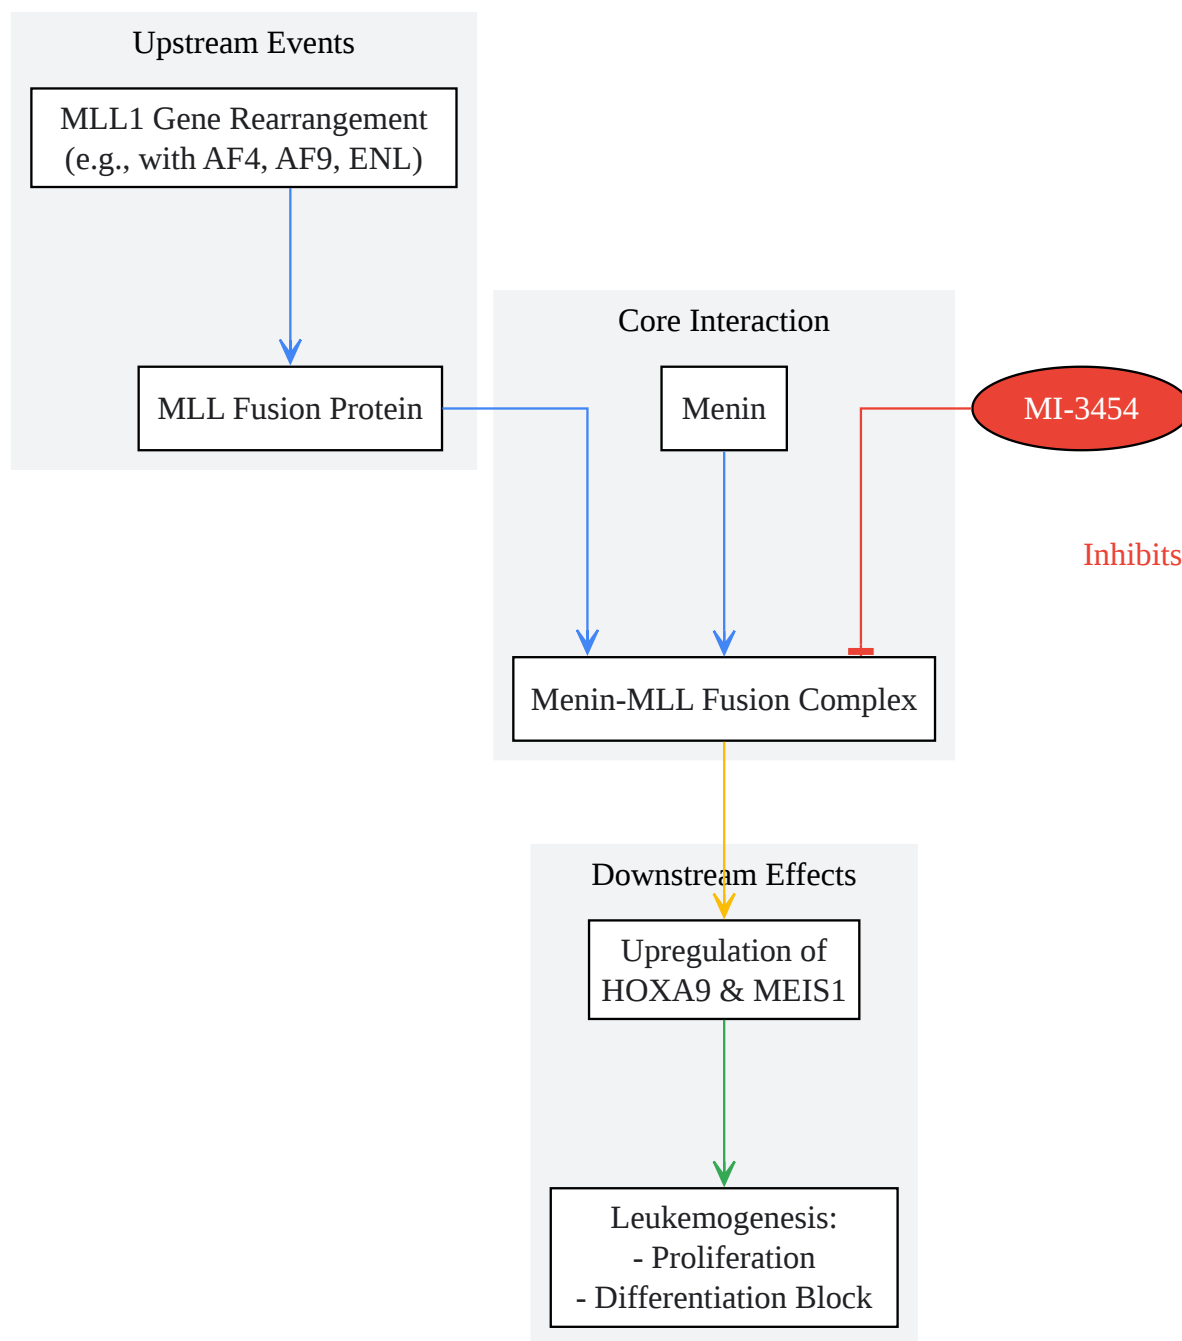 Upstream Events
MLL1 Gene Rearrangement
(e.g., with AF4, AF9, ENL)
MLL Fusion Protein
Core Interaction
Menin
MI-3454
Inhibits
Menin-MLL Fusion Complex
Downstream Effects
Upregulation of
HOXA9 & MEIS1
Leukemogenesis:
- Proliferation
- Differentiation Block